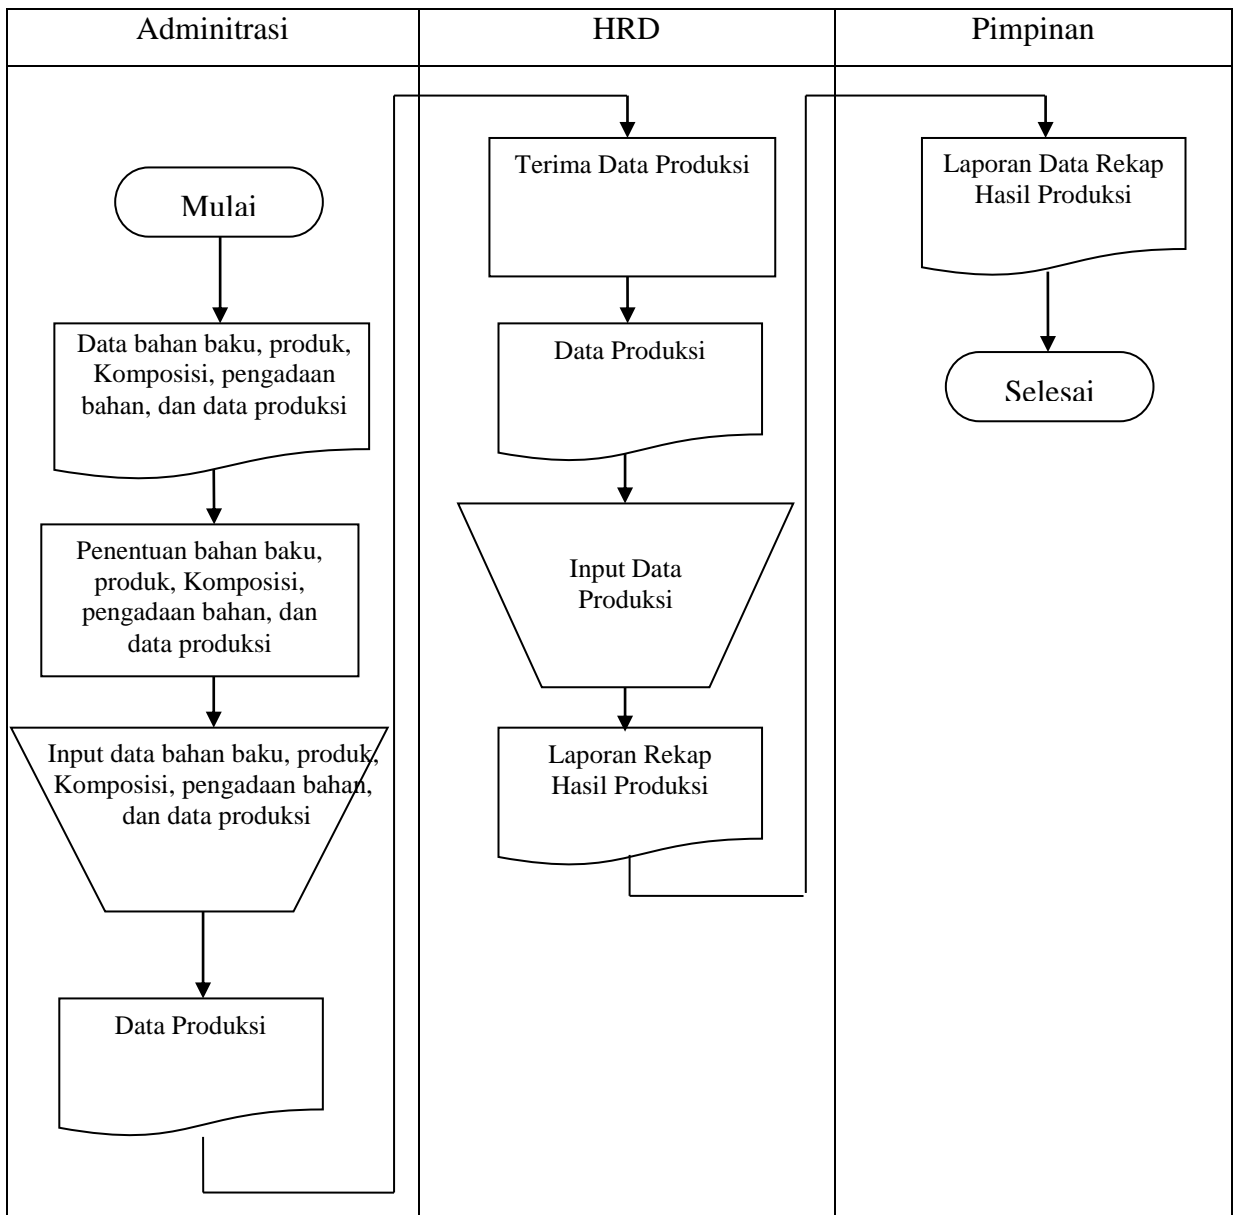 Adminitrasi
HRD
Pimpinan
Mulai
Data bahan baku, produk,
Komposisi, pengadaan
bahan, dan data produksi
Penentuan bahan baku,
produk, Komposisi,
pengadaan bahan, dan
data produksi
Input data bahan baku, produk,
Komposisi, pengadaan bahan,
dan data produksi
Data Produksi
Terima Data Produksi
Data Produksi
Input Data
Produksi
Laporan Rekap
Hasil Produksi
Laporan Data Rekap
Hasil Produksi
Selesai